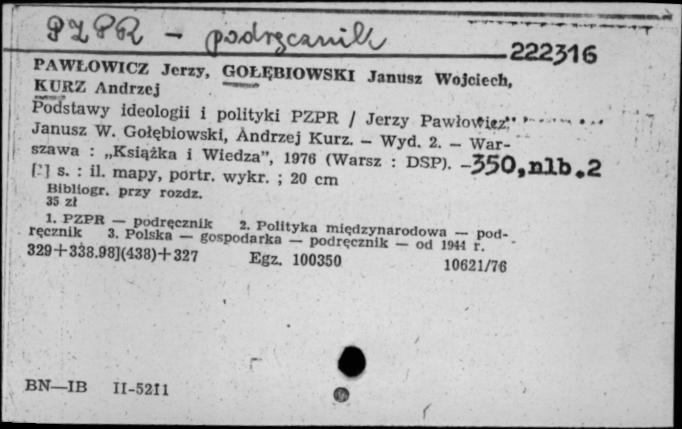 PZPR - podręcznik
222316
PAWŁOWICZ Jerzy, GOŁĘBIOWSKI Janusz Wojciech,
KURZ Andrzej
Podstawy ideologii i polityki PZPR / Jerzy Pawłowicz,
Janusz W. Gołębiowski, Andrzej Kurz. — Wyd. 2. — War-
szawa : „Książka i Wiedza”, 1976 (Warsz : DSP). — 350, nlb. 2
[2] s. : il. mapy, portr. wykr. ; 20 cm
Bibliogr. przy rozdz.
35 zł
1. PZPR — podręcznik 2. Polityka międzynarodowa — pod-
ręcznik 3. Polska — gospodarka — podręcznik — od 1944 r.
329+338.98](438)+327 Egz. 100350 10621/76
BN—IB II-5211